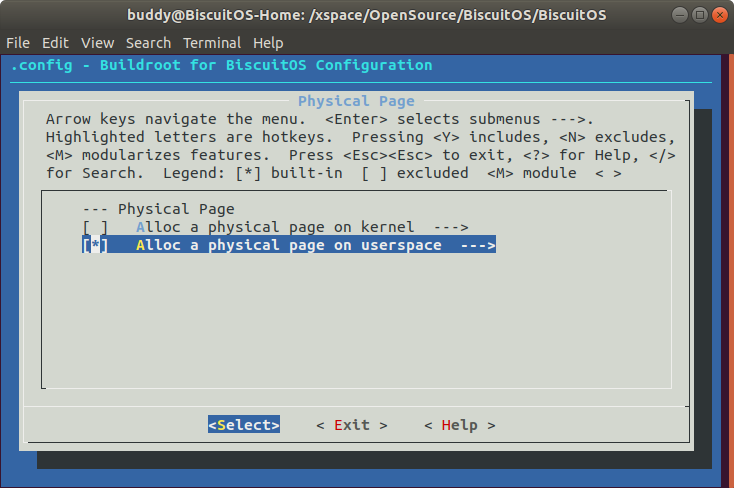 buddy@BiscuitOS-Home: /xspace/OpenSource/BiscuitOS/BiscuitOS
File Edit View Search Terminal Help
.config - Buildroot for BiscuitOS Configuration
Physical Page
Arrow keys navigate the menu.  <Enter> selects submenus --->.
Highlighted letters are hotkeys.  Pressing <Y> includes, <N> excludes,
<M> modularizes features.  Press <Esc><Esc> to exit, <?> for Help, </>
for Search.  Legend: [*] built-in  [ ] excluded  <M> module  < >
--- Physical Page
[ ]   Alloc a physical page on kernel  --->
[*]   Alloc a physical page on userspace  --->
<Select>    < Exit >    < Help >